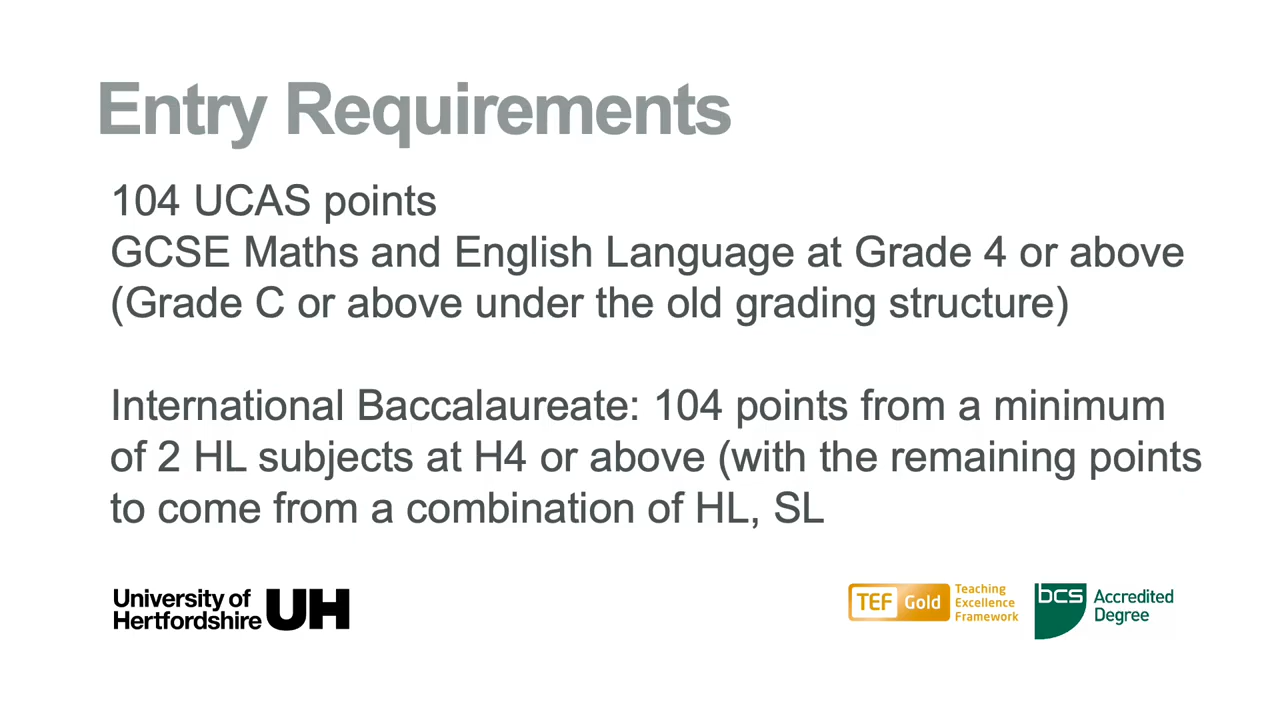 Entry Requirements
104 UCAS points
GCSE Maths and English Language at Grade 4 or above
(Grade C or above under the old grading structure)
International Baccalaureate: 104 points from a minimum
of 2 HL subjects at H4 or above (with the remaining points
to come from a combination of HL, SL
University of
Hertfordshire UH
TEF Gold
Teaching
Excellence
Framework
bcs
Accredited
Degree